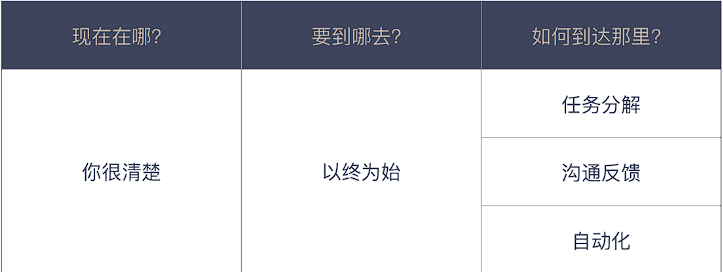 现在在哪?
要到哪去?
如何到达那里?
你很清楚
以终为始
任务分解
沟通反馈
自动化